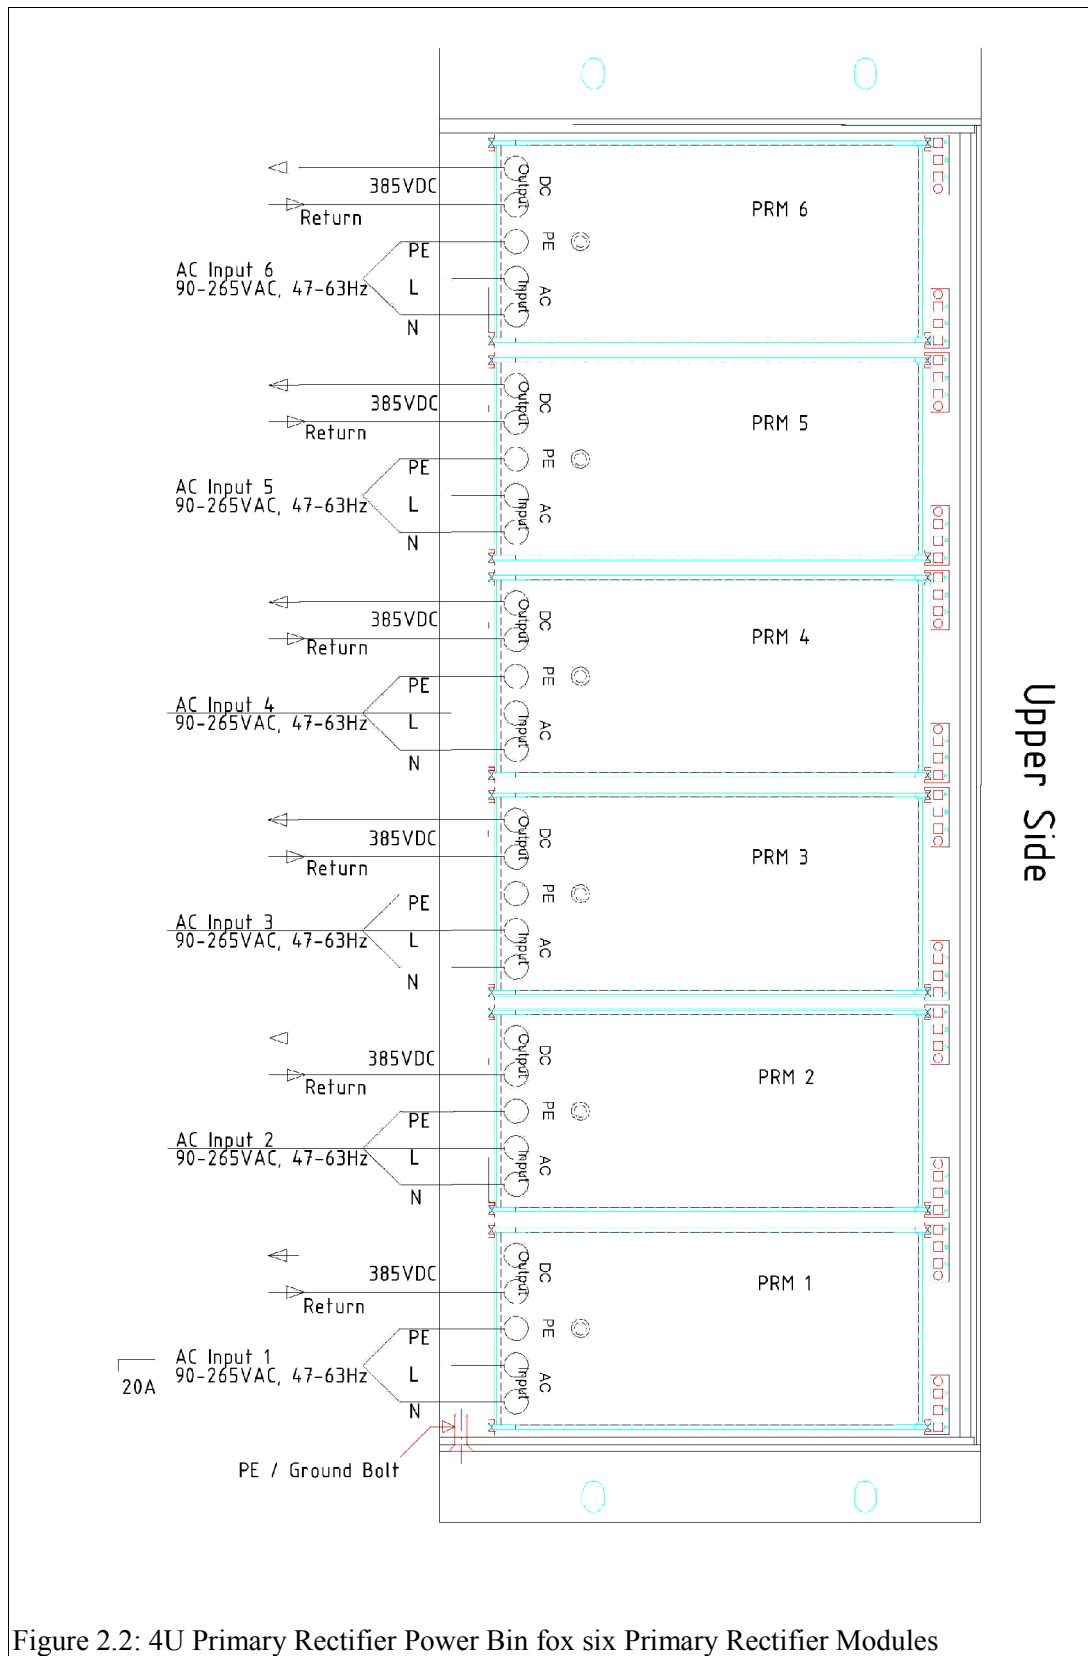 385VDC
Return
Output
DC
PRM 6
PE
PE
AC Input 6
90-265VAC, 47-63Hz
L
N
Input
AC
385VDC
Return
Output
DC
PRM 5
PE
PE
AC Input 5
90-265VAC, 47-63Hz
L
N
Input
AC
385VDC
Return
Output
DC
PRM 4
PE
PE
AC Input 4
90-265VAC, 47-63Hz
L
N
Input
AC
Upper Side
385VDC
Return
Output
DC
PRM 3
PE
PE
AC Input 3
90-265VAC, 47-63Hz
L
N
Input
AC
385VDC
Return
Output
DC
PRM 2
PE
PE
AC Input 2
90-265VAC, 47-63Hz
L
N
Input
AC
385VDC
Return
Output
DC
PRM 1
PE
PE
AC Input 1
90-265VAC, 47-63Hz
L
N
Input
AC
20A
PE / Ground Bolt
Figure 2.2: 4U Primary Rectifier Power Bin fox six Primary Rectifier Modules